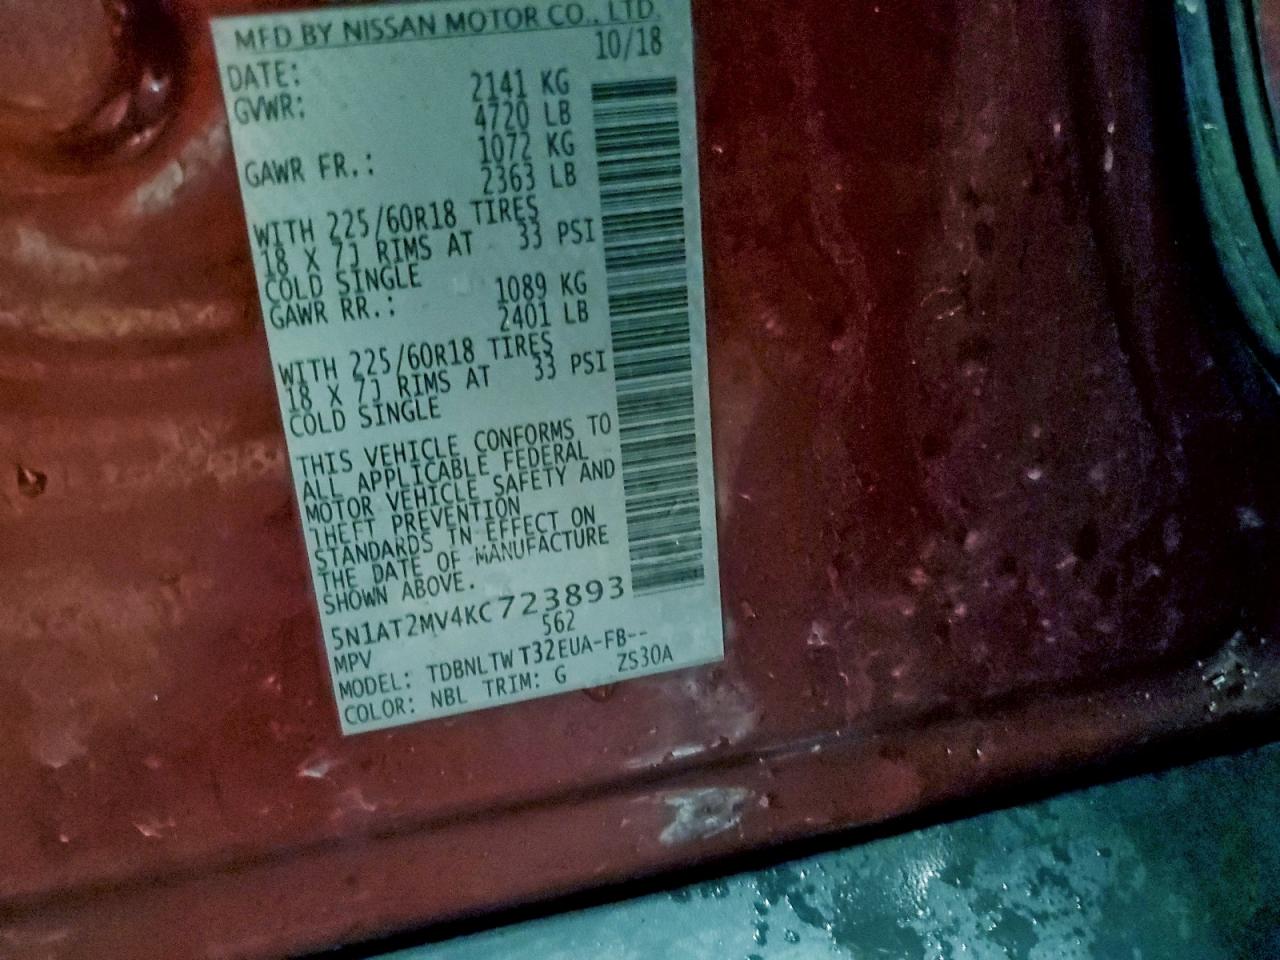 MFD BY NISSAN MOTOR CO., LTD.
DATE: 10/18
GVWR: 2141 KG
4720 LB
GAWR FR.: 1072 KG
2363 LB
WITH 225/60R18 TIRES
18 X 7J RIMS AT 33 PSI
COLD SINGLE
GAWR RR.: 1089 KG
2401 LB
WITH 225/60R18 TIRES
18 X 7J RIMS AT 33 PSI
COLD SINGLE
THIS VEHICLE CONFORMS TO
ALL APPLICABLE FEDERAL
MOTOR VEHICLE SAFETY AND
THEFT PREVENTION
STANDARDS IN EFFECT ON
THE DATE OF MANUFACTURE
SHOWN ABOVE.
5N1AT2MV4KC723893
MPV 562
MODEL: TDBNLTWT32EUA-FB--
COLOR: NBL TRIM: G ZS30A